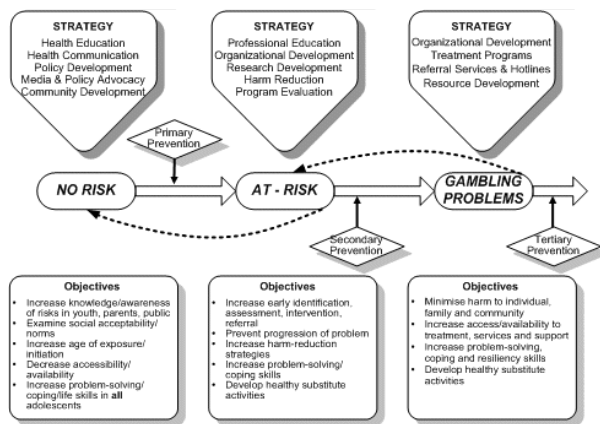 STRATEGY
Health Education
Health Communication
Policy Development
Media & Policy Advocacy
Community Development
STRATEGY
Professional Education
Organizational Development
Research Development
Harm Reduction
Program Evaluation
STRATEGY
Organizational Development
Treatment Programs
Referral Services & Hotlines
Resource Development
Primary
Prevention
NO RISK
AT - RISK
GAMBLING
PROBLEMS
Secondary
Prevention
Tertiary
Prevention
Objectives
• Increase knowledge/awareness
of risks in youth, parents, public
• Examine social acceptability/
norms
• Increase age of exposure/
initiation
• Decrease accessibility/
availability
• Increase problem-solving/
coping/life skills in all
adolescents
Objectives
• Increase early identification,
assessment, intervention,
referral
• Prevent progression of problem
• Increase harm-reduction
strategies
• Increase problem-solving/
coping skills
• Develop healthy substitute
activities
Objectives
• Minimise harm to individual,
family and community
• Increase access/availability to
treatment, services and support
• Increase problem-solving,
coping and resiliency skills
• Develop healthy substitute
activities